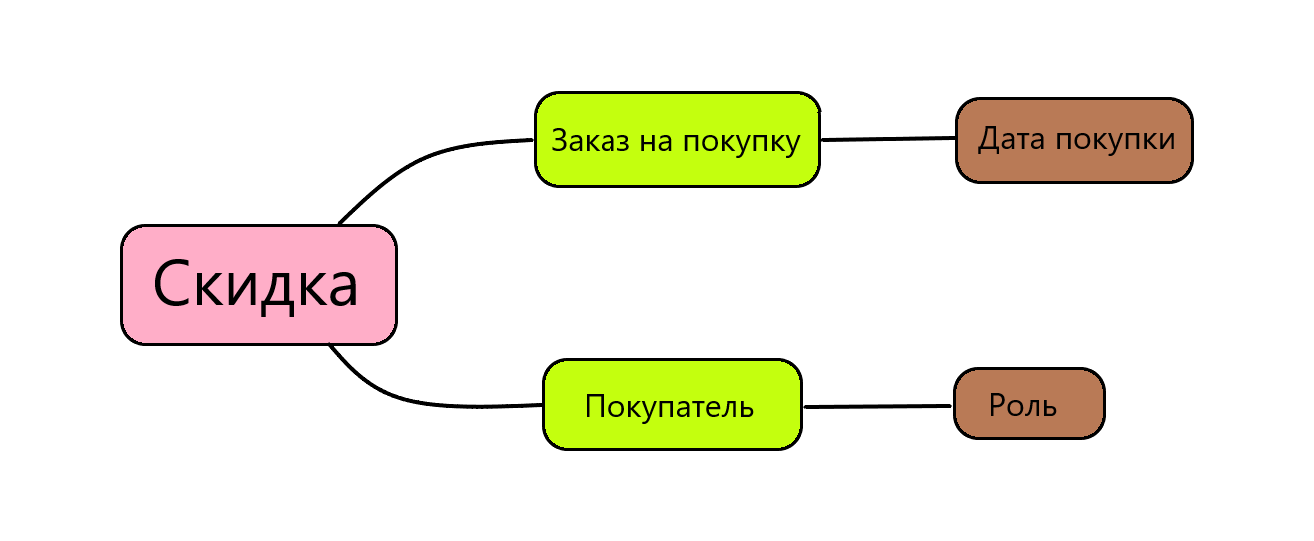 Заказ на покупку
Дата покупки
Скидка
Покупатель
Роль